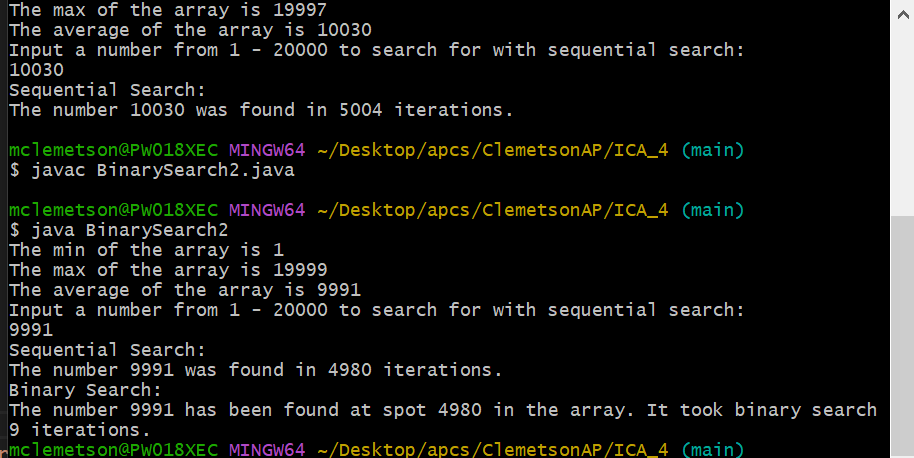 The max of the array is 19997
The average of the array is 10030
Input a number from 1 - 20000 to search for with sequential search:
10030
Sequential Search:
The number 10030 was found in 5004 iterations.
mclemetson@PW018XEC MINGW64 ~/Desktop/apcs/ClemetsonAP/ICA_4 (main)
$ javac BinarySearch2.java
mclemetson@PW018XEC MINGW64 ~/Desktop/apcs/ClemetsonAP/ICA_4 (main)
$ java BinarySearch2
The min of the array is 1
The max of the array is 19999
The average of the array is 9991
Input a number from 1 - 20000 to search for with sequential search:
9991
Sequential Search:
The number 9991 was found in 4980 iterations.
Binary Search:
The number 9991 has been found at spot 4980 in the array. It took binary search
9 iterations.
mclemetson@PW018XEC MINGW64 ~/Desktop/apcs/ClemetsonAP/ICA_4 (main)